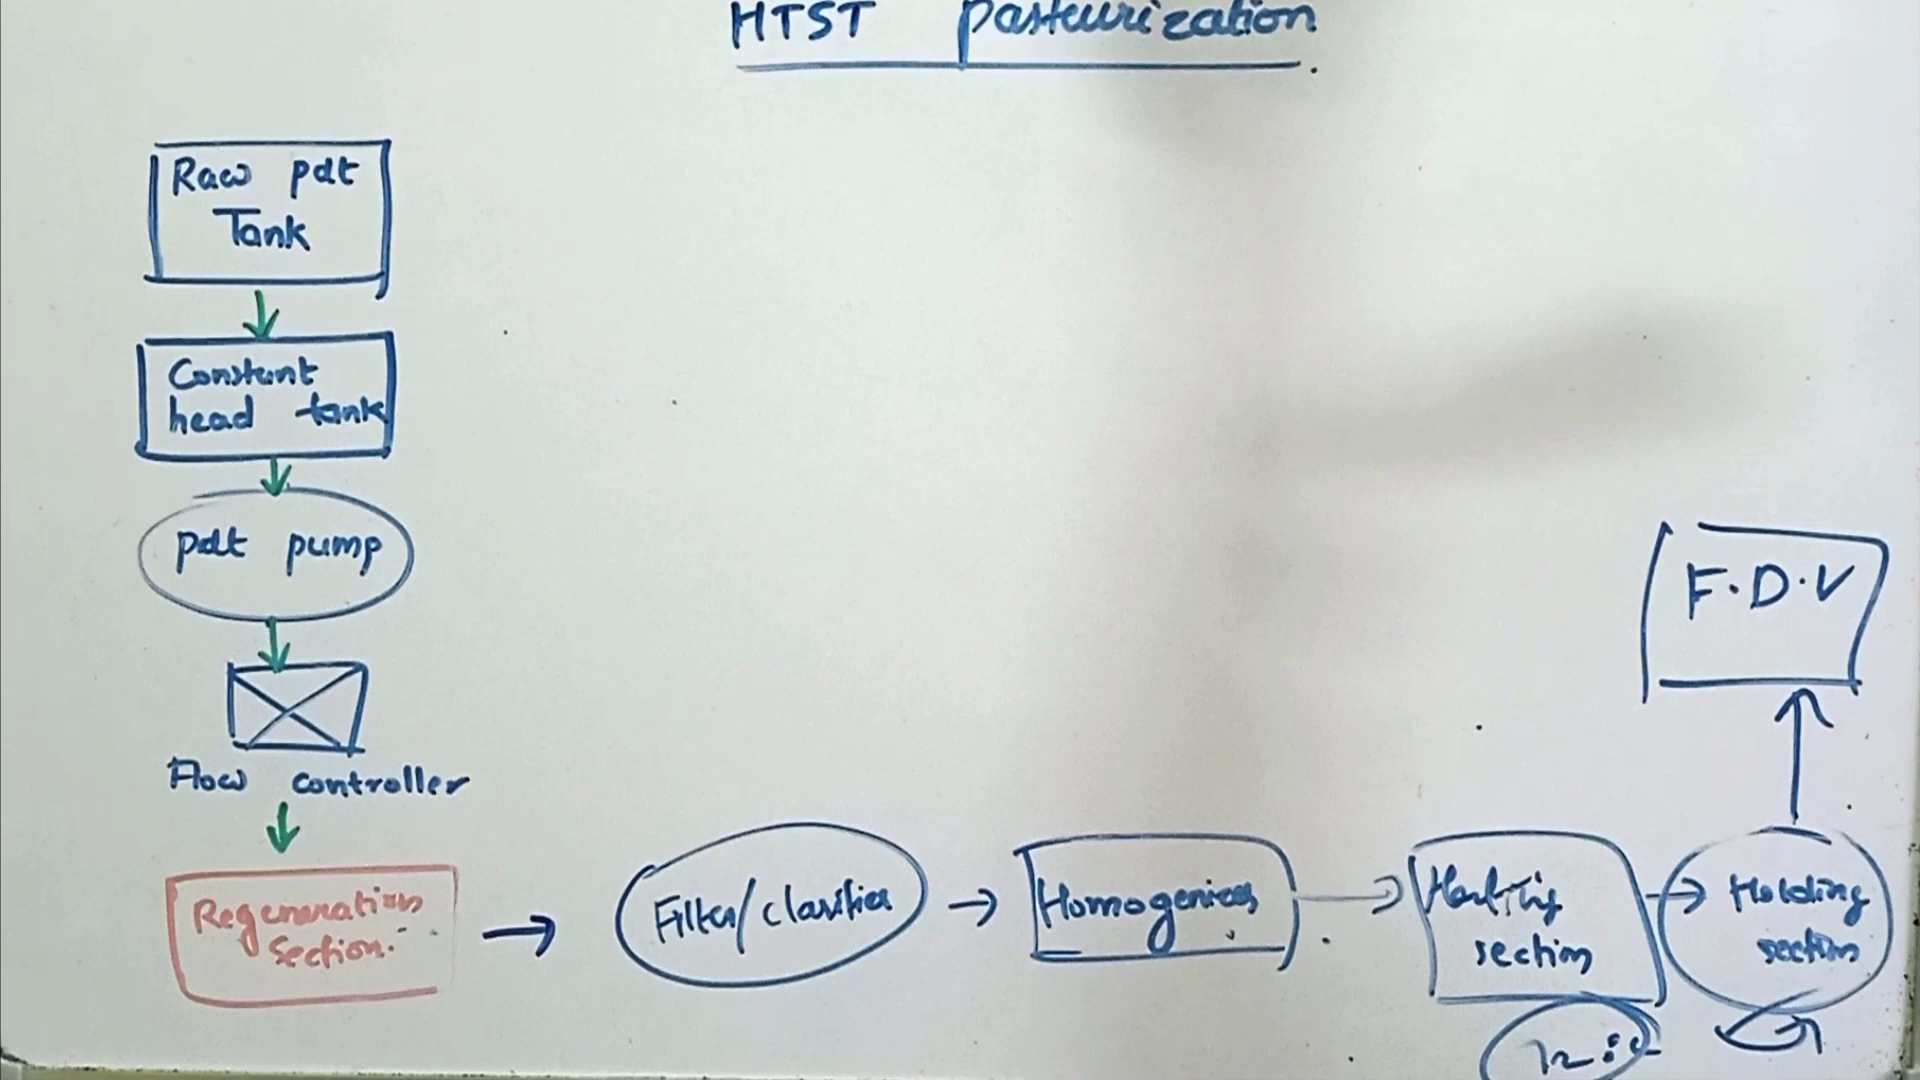 HTST pasteurization
Raw pdt
Tank
Constant
head tank
pdt pump
Flow controller
Regeneration
Section
Filter/clarifier
Homogeniser
Heating
section
Holding
section
F.D.V